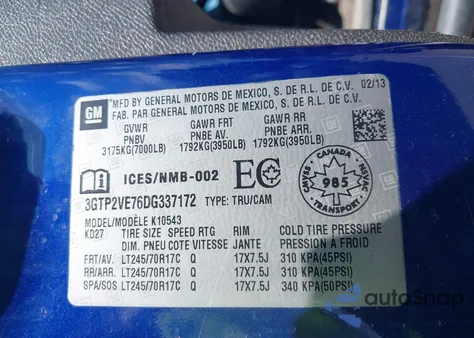 GM
MFD BY GENERAL MOTORS DE MEXICO, S. DE R.L. DE C.V. 02/13
FAB. PAR GENERAL MOTORS DE MEXICO, S. DE R.L. DE C.V.
GVWR GAWR FRT GAWR RR
PNBV PNBE AV. PNBE ARR.
3175KG(7000LB) 1792KG(3950LB) 1792KG(3950LB)
ICES/NMB-002 EC
CANADA
985
TRANSPORT
3GTP2VE76DG337172 TYPE: TRU/CAM
MODEL/MODÈLE K10543
KD27 TIRE SIZE SPEED RTG RIM COLD TIRE PRESSURE
DIM. PNEU COTE VITESSE JANTE PRESSION À FROID
FRT/AV. LT245/70R17C Q 17X7.5J 310 KPA(45PSI)
RR/ARR. LT245/70R17C Q 17X7.5J 310 KPA(45PSI)
SPA/SOS LT245/70R17C Q 17X7.5J 340 KPA(50PSI)
autoSnap